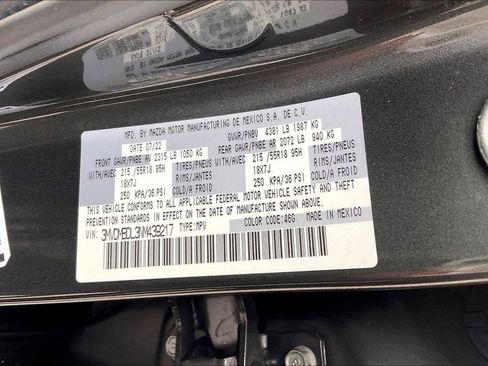 MFD. BY MAZDA MOTOR MANUFACTURING DE MEXICO S.A. DE C.V.
DATE 07/22 GVWR/PNBV 4381 LB 1987 KG
FRONT GAWR/PNBE AV 2315 LB 1050 KG REAR GAWR/PNBE AR 2072 LB 940 KG
WITH/AVEC 215 /55R18 95H TIRES/PNEUS WITH/AVEC 215 /55R18 95H TIRES/PNEUS
18X7J RIMS/JANTES 18X7J RIMS/JANTES
250 KPA/36 PSI COLD/A FROID 250 KPA/36 PSI COLD/A FROID
THIS VEHICLE CONFORMS TO ALL APPLICABLE FEDERAL MOTOR VEHICLE SAFETY AND THEFT
PREVENTION STANDARDS IN EFFECT ON THE DATE OF MANUFACTURE SHOWN ABOVE.
VIN: 3MVDMBDL3NM439217 TYPE:MPV COLOR CODE:46G MADE IN MEXICO